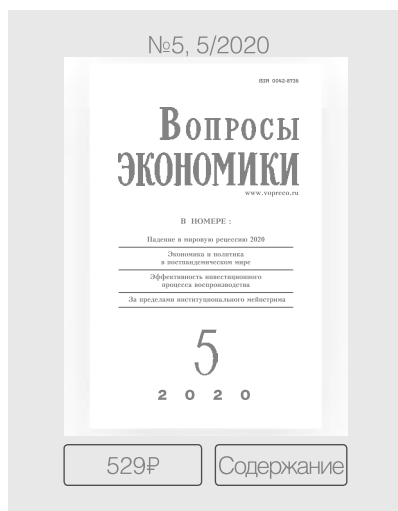 №5, 5/2020
ISSN 0042-8736
ВОПРОСЫ
ЭКОНОМИКИ
www.vopreco.ru
В НОМЕРЕ:
Падение в мировую рецессию 2020
Экономика и политика
в постпандемическом мире
Эффективность инвестиционного
процесса воспроизводства
За пределами институционального мейнстрима
5
2 0 2 0
529₽
Содержание